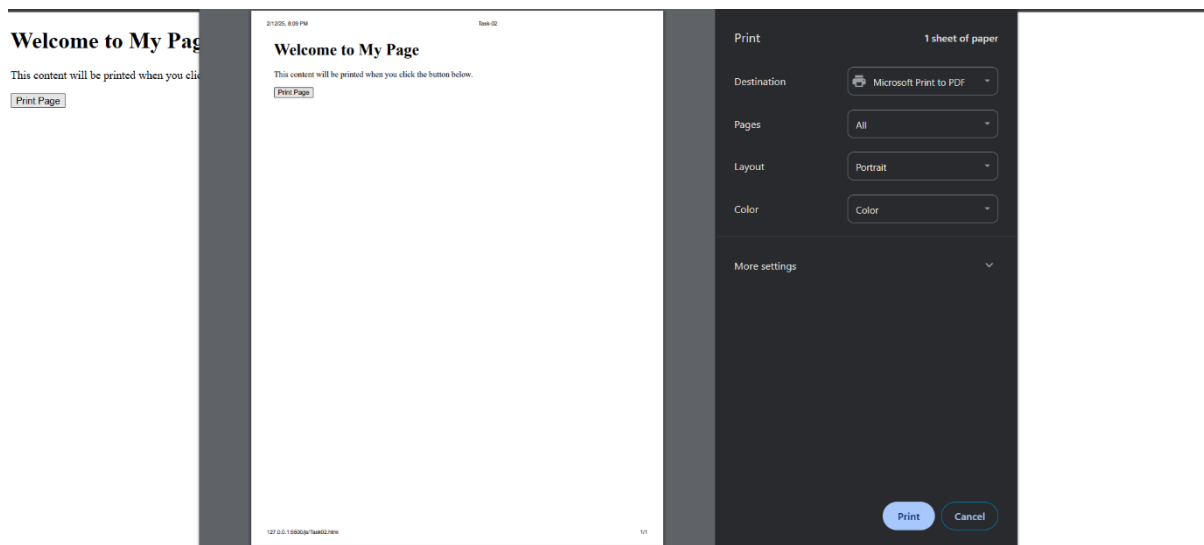 Welcome to My Pag
This content will be printed when you clic
Print Page
2/12/25, 8:09 PM Task-02
Welcome to My Page
This content will be printed when you click the button below.
Print Page
127.0.0.1:5500/js/Task02.html 1/1
Print 1 sheet of paper
Destination Microsoft Print to PDF
Pages All
Layout Portrait
Color Color
More settings
Print Cancel